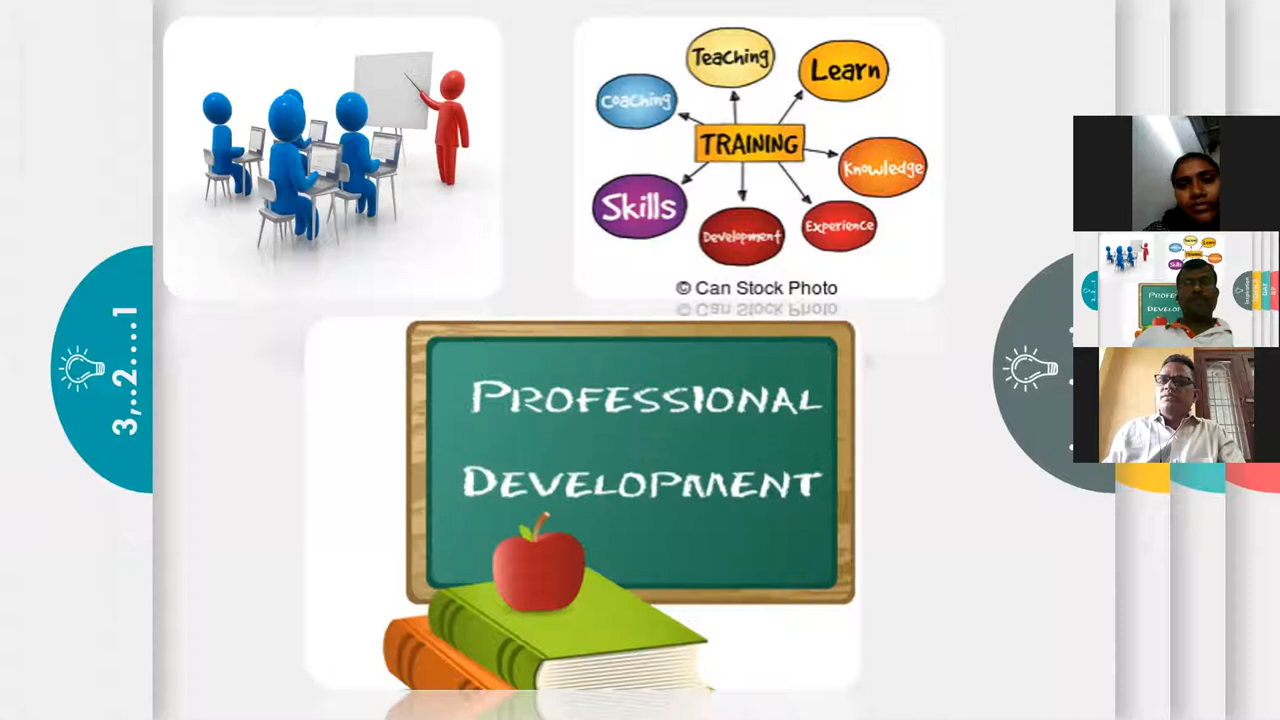 3,..2....1
Teaching
Learn
Coaching
TRAINING
Knowledge
Skills
Development
Experience
© Can Stock Photo
PROFESSIONAL
DEVELOPMENT